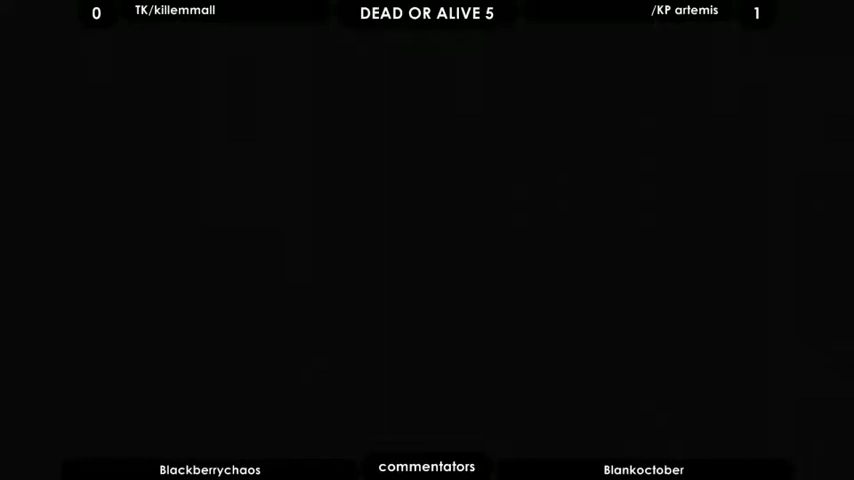 0 TK/killemmall DEAD OR ALIVE 5 /KP artemis 1
Blackberrychaos commentators Blankoctober